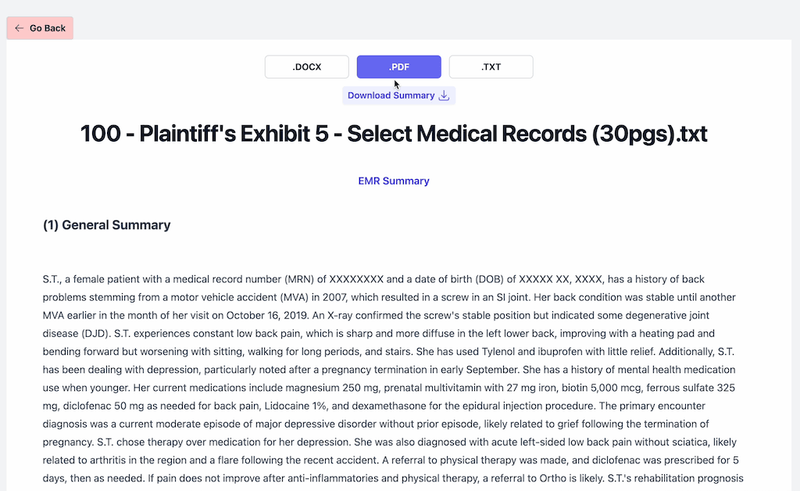 Go Back
.DOCX
.PDF
.TXT
Download Summary
100 - Plaintiff's Exhibit 5 - Select Medical Records (30pgs).txt
EMR Summary
(1) General Summary
S.T., a female patient with a medical record number (MRN) of XXXXXXXX and a date of birth (DOB) of XXXXX XX, XXXX, has a history of back
problems stemming from a motor vehicle accident (MVA) in 2007, which resulted in a screw in an SI joint. Her back condition was stable until another
MVA earlier in the month of her visit on October 16, 2019. An X-ray confirmed the screw's stable position but indicated some degenerative joint
disease (DJD). S.T. experiences constant low back pain, which is sharp and more diffuse in the left lower back, improving with a heating pad and
bending forward but worsening with sitting, walking for long periods, and stairs. She has used Tylenol and ibuprofen with little relief. Additionally, S.T.
has been dealing with depression, particularly noted after a pregnancy termination in early September. She has a history of mental health medication
use when younger. Her current medications include magnesium 250 mg, prenatal multivitamin with 27 mg iron, biotin 5,000 mcg, ferrous sulfate 325
mg, diclofenac 50 mg as needed for back pain, Lidocaine 1%, and dexamethasone for the epidural injection procedure. The primary encounter
diagnosis was a current moderate episode of major depressive disorder without prior episode, likely related to grief following the termination of
pregnancy. S.T. chose therapy over medication for her depression. She was also diagnosed with acute left-sided low back pain without sciatica, likely
related to arthritis in the region and a flare following the recent accident. A referral to physical therapy was made, and diclofenac was prescribed for 5
days, then as needed. If pain does not improve after anti-inflammatories and physical therapy, a referral to Ortho is likely. S.T.'s rehabilitation prognosis